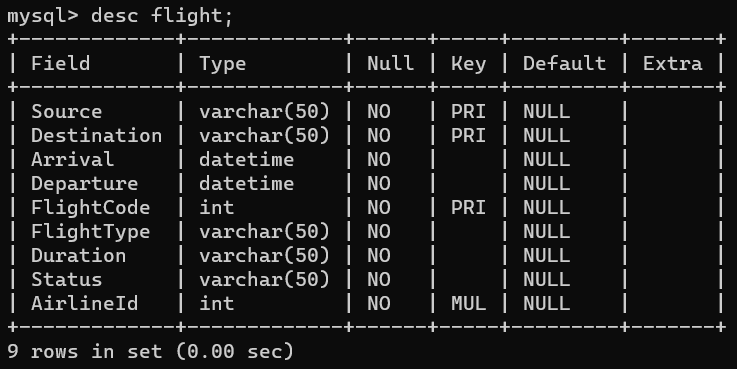 mysql> desc flight;
+-------------+-------------+------+-----+---------+-------+
| Field       | Type        | Null | Key | Default | Extra |
+-------------+-------------+------+-----+---------+-------+
| Source      | varchar(50) | NO   | PRI | NULL    |       |
| Destination | varchar(50) | NO   | PRI | NULL    |       |
| Arrival     | datetime    | NO   |     | NULL    |       |
| Departure   | datetime    | NO   |     | NULL    |       |
| FlightCode  | int         | NO   | PRI | NULL    |       |
| FlightType  | varchar(50) | NO   |     | NULL    |       |
| Duration    | varchar(50) | NO   |     | NULL    |       |
| Status      | varchar(50) | NO   |     | NULL    |       |
| AirlineId   | int         | NO   | MUL | NULL    |       |
+-------------+-------------+------+-----+---------+-------+
9 rows in set (0.00 sec)